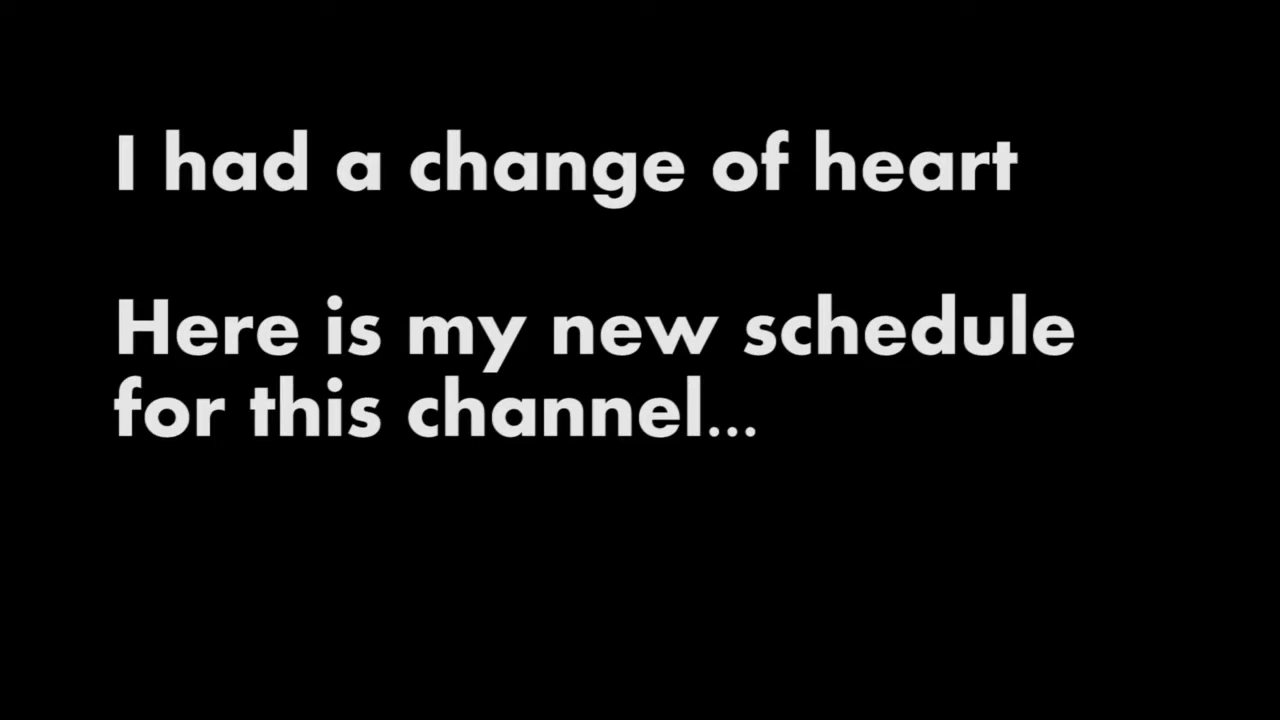 I had a change of heart
Here is my new schedule
for this channel...